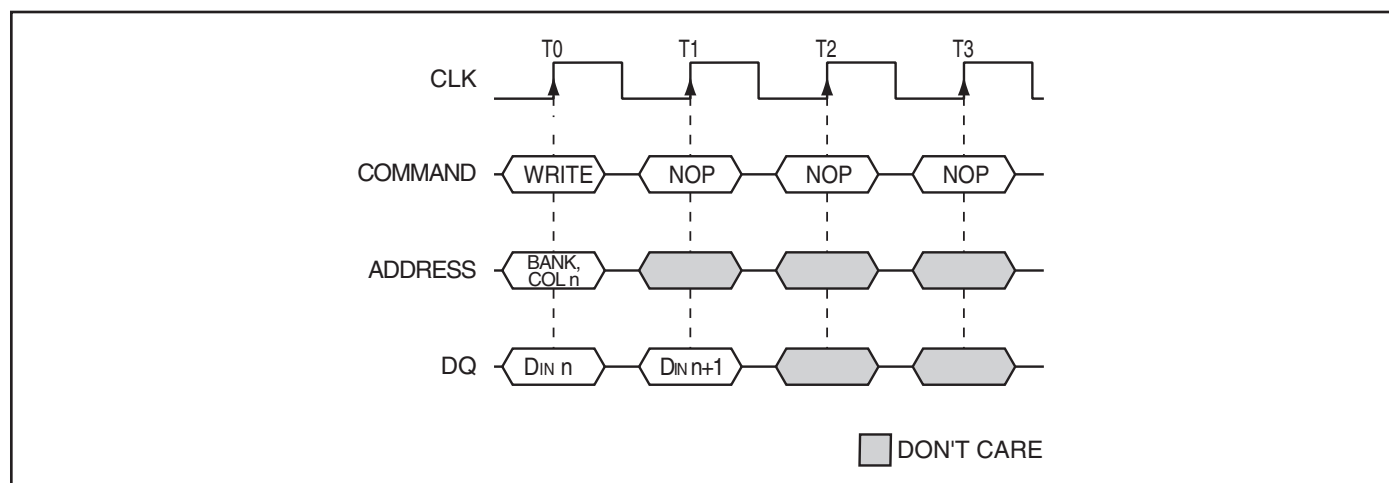 T0 T1 T2 T3
CLK
COMMAND WRITE NOP NOP NOP
ADDRESS BANK,
COL n
DQ DIN n DIN n+1
DON'T CARE